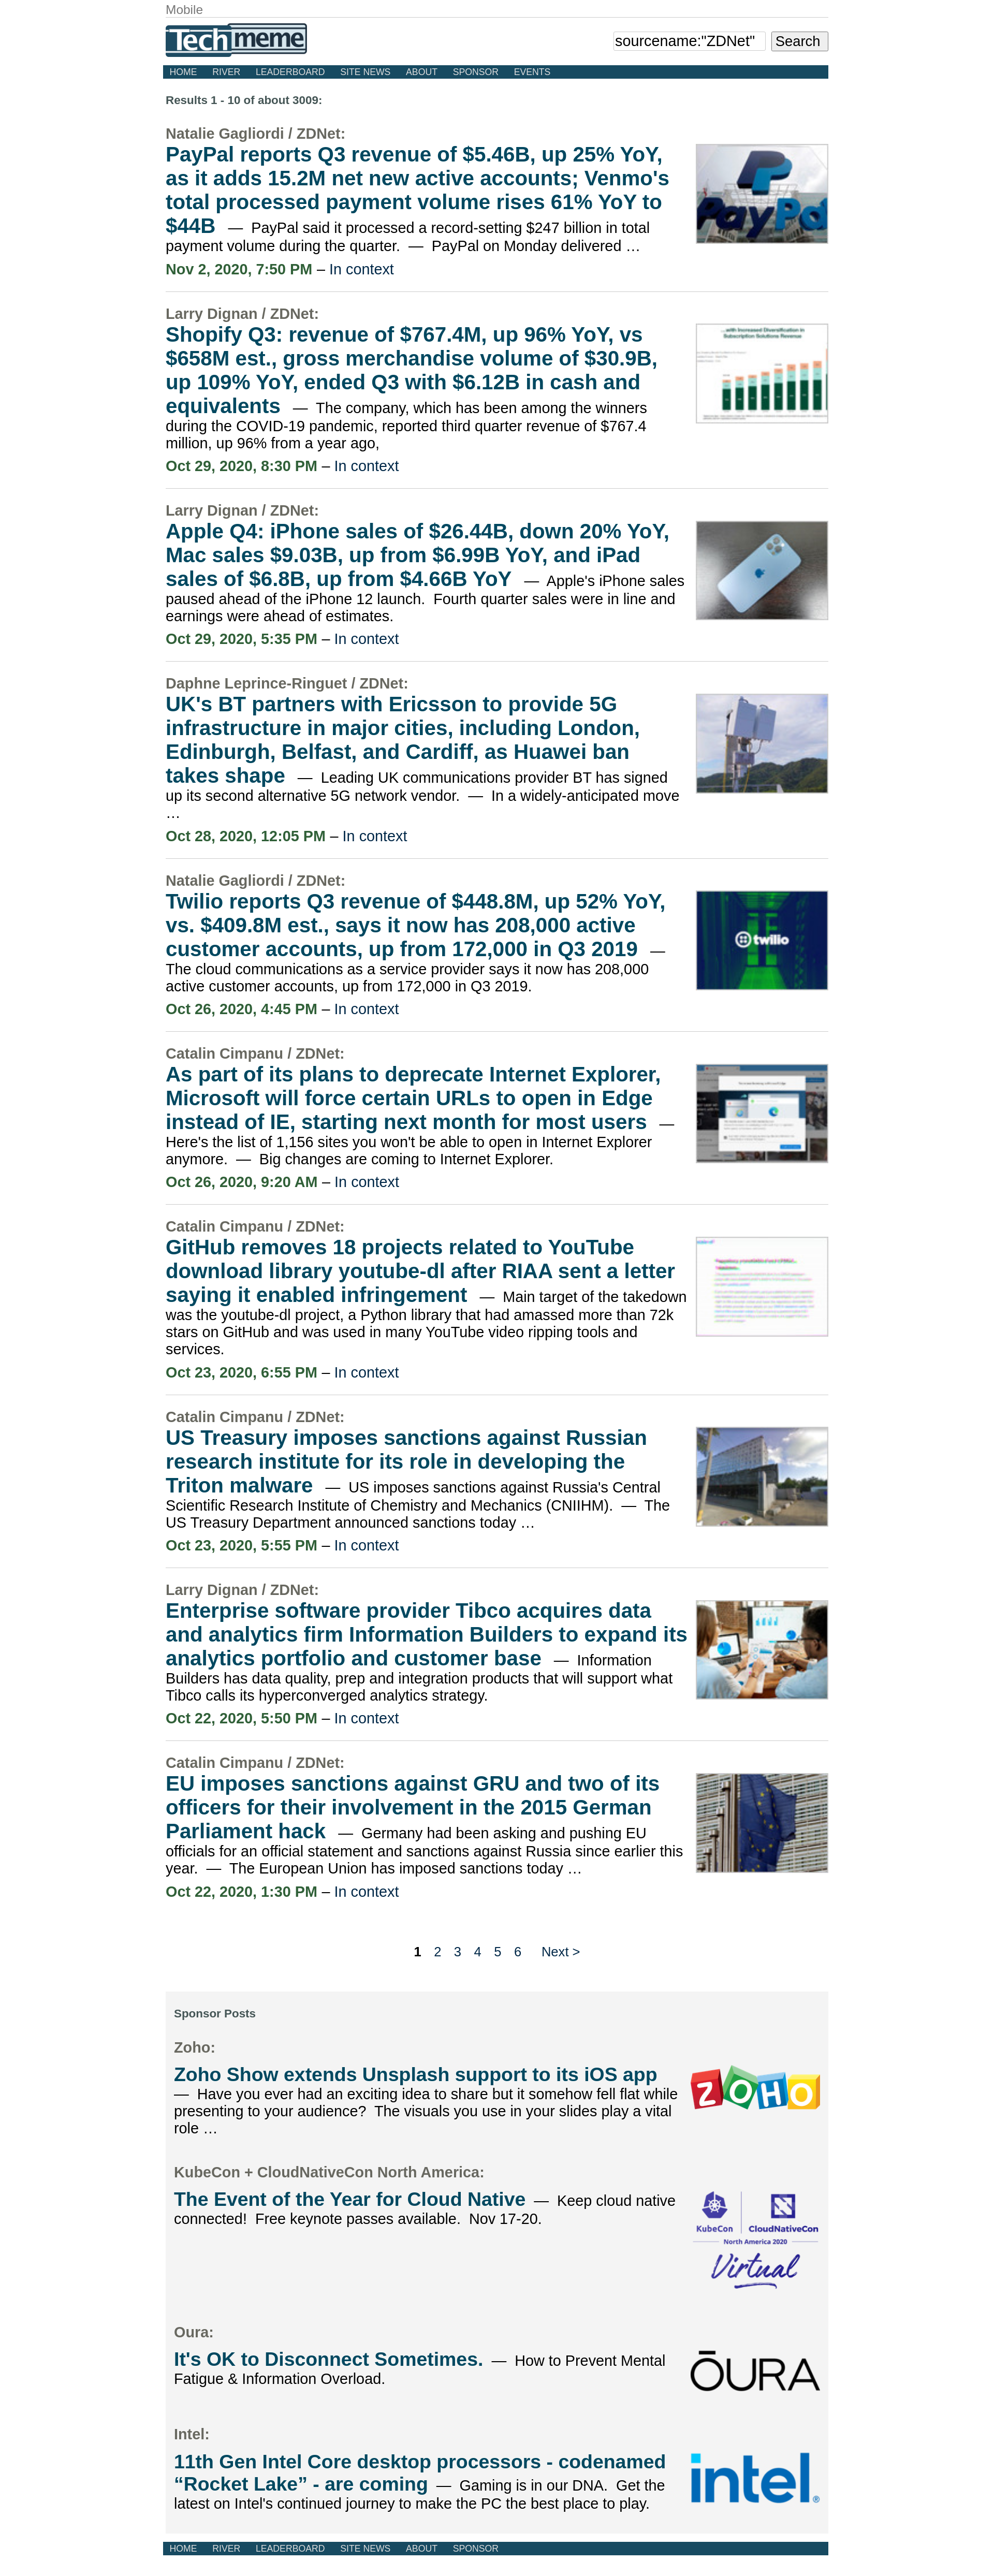 Mobile
Techmeme
sourcename:"ZDNet"
Search
HOME RIVER LEADERBOARD SITE NEWS ABOUT SPONSOR EVENTS
Results 1 - 10 of about 3009:
Natalie Gagliordi / ZDNet:
PayPal reports Q3 revenue of $5.46B, up 25% YoY,
as it adds 15.2M net new active accounts; Venmo's
total processed payment volume rises 61% YoY to
$44B — PayPal said it processed a record-setting $247 billion in total
payment volume during the quarter. — PayPal on Monday delivered …
Nov 2, 2020, 7:50 PM – In context
PayPal
Larry Dignan / ZDNet:
Shopify Q3: revenue of $767.4M, up 96% YoY, vs
$658M est., gross merchandise volume of $30.9B,
up 109% YoY, ended Q3 with $6.12B in cash and
equivalents — The company, which has been among the winners
during the COVID-19 pandemic, reported third quarter revenue of $767.4
million, up 96% from a year ago,
Oct 29, 2020, 8:30 PM – In context
...with Increased Diversification in
Subscription Solutions Revenue
Larry Dignan / ZDNet:
Apple Q4: iPhone sales of $26.44B, down 20% YoY,
Mac sales $9.03B, up from $6.99B YoY, and iPad
sales of $6.8B, up from $4.66B YoY — Apple's iPhone sales
paused ahead of the iPhone 12 launch. Fourth quarter sales were in line and
earnings were ahead of estimates.
Oct 29, 2020, 5:35 PM – In context
Daphne Leprince-Ringuet / ZDNet:
UK's BT partners with Ericsson to provide 5G
infrastructure in major cities, including London,
Edinburgh, Belfast, and Cardiff, as Huawei ban
takes shape — Leading UK communications provider BT has signed
up its second alternative 5G network vendor. — In a widely-anticipated move
…
Oct 28, 2020, 12:05 PM – In context
Natalie Gagliordi / ZDNet:
Twilio reports Q3 revenue of $448.8M, up 52% YoY,
vs. $409.8M est., says it now has 208,000 active
customer accounts, up from 172,000 in Q3 2019 —
The cloud communications as a service provider says it now has 208,000
active customer accounts, up from 172,000 in Q3 2019.
Oct 26, 2020, 4:45 PM – In context
twilio
Catalin Cimpanu / ZDNet:
As part of its plans to deprecate Internet Explorer,
Microsoft will force certain URLs to open in Edge
instead of IE, starting next month for most users —
Here's the list of 1,156 sites you won't be able to open in Internet Explorer
anymore. — Big changes are coming to Internet Explorer.
Oct 26, 2020, 9:20 AM – In context
Catalin Cimpanu / ZDNet:
GitHub removes 18 projects related to YouTube
download library youtube-dl after RIAA sent a letter
saying it enabled infringement — Main target of the takedown
was the youtube-dl project, a Python library that had amassed more than 72k
stars on GitHub and was used in many YouTube video ripping tools and
services.
Oct 23, 2020, 6:55 PM – In context
Catalin Cimpanu / ZDNet:
US Treasury imposes sanctions against Russian
research institute for its role in developing the
Triton malware — US imposes sanctions against Russia's Central
Scientific Research Institute of Chemistry and Mechanics (CNIIHM). — The
US Treasury Department announced sanctions today …
Oct 23, 2020, 5:55 PM – In context
Larry Dignan / ZDNet:
Enterprise software provider Tibco acquires data
and analytics firm Information Builders to expand its
analytics portfolio and customer base — Information
Builders has data quality, prep and integration products that will support what
Tibco calls its hyperconverged analytics strategy.
Oct 22, 2020, 5:50 PM – In context
Catalin Cimpanu / ZDNet:
EU imposes sanctions against GRU and two of its
officers for their involvement in the 2015 German
Parliament hack — Germany had been asking and pushing EU
officials for an official statement and sanctions against Russia since earlier this
year. — The European Union has imposed sanctions today …
Oct 22, 2020, 1:30 PM – In context
1 2 3 4 5 6 Next >
Sponsor Posts
Zoho:
Zoho Show extends Unsplash support to its iOS app
— Have you ever had an exciting idea to share but it somehow fell flat while
presenting to your audience? The visuals you use in your slides play a vital
role …
ZOHO
KubeCon + CloudNativeCon North America:
The Event of the Year for Cloud Native — Keep cloud native
connected! Free keynote passes available. Nov 17-20.
KubeCon CloudNativeCon
North America 2020
Virtual
Oura:
It's OK to Disconnect Sometimes. — How to Prevent Mental
Fatigue & Information Overload.
ŌURA
Intel:
11th Gen Intel Core desktop processors - codenamed
“Rocket Lake” - are coming — Gaming is in our DNA. Get the
latest on Intel's continued journey to make the PC the best place to play.
intel®
HOME RIVER LEADERBOARD SITE NEWS ABOUT SPONSOR